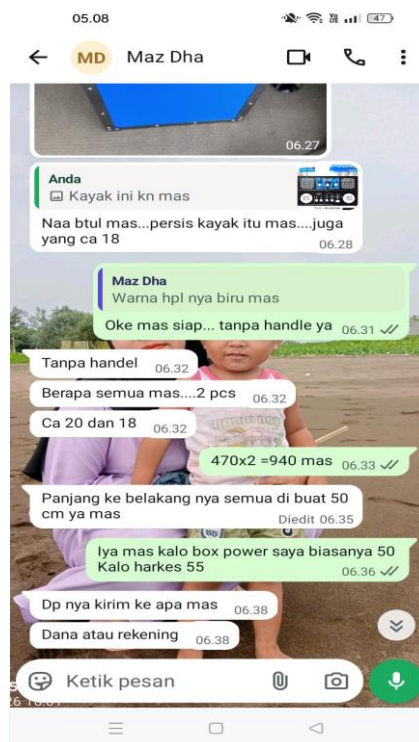 05.08
47
MD Maz Dha
06.27
Anda
Kayak ini kn mas
Naa btul mas...persis kayak itu mas....juga
yang ca 18
06.28
Maz Dha
Warna hpl nya biru mas
Oke mas siap... tanpa handle ya 06.31
Tanpa handel 06.32
Berapa semua mas....2 pcs 06.32
Ca 20 dan 18 06.32
470x2 =940 mas 06.33
Panjang ke belakang nya semua di buat 50
cm ya mas
Diedit 06.35
Iya mas kalo box power saya biasanya 50
Kalo harkes 55
06.36
Dp nya kirim ke apa mas 06.38
Dana atau rekening 06.38
Ketik pesan